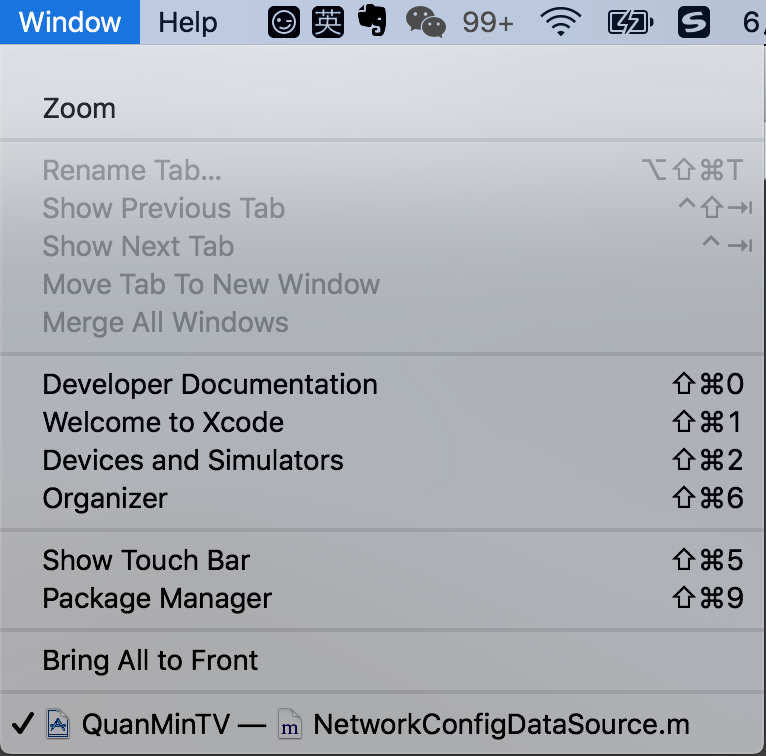 Window Help 英 99+ S 6
Zoom
Rename Tab... ⌥⇧⌘T
Show Previous Tab ^⇧⇥
Show Next Tab ^⇥
Move Tab To New Window
Merge All Windows
Developer Documentation ⇧⌘0
Welcome to Xcode ⇧⌘1
Devices and Simulators ⇧⌘2
Organizer ⇧⌘6
Show Touch Bar ⇧⌘5
Package Manager ⇧⌘9
Bring All to Front
✓ QuanMinTV — m NetworkConfigDataSource.m